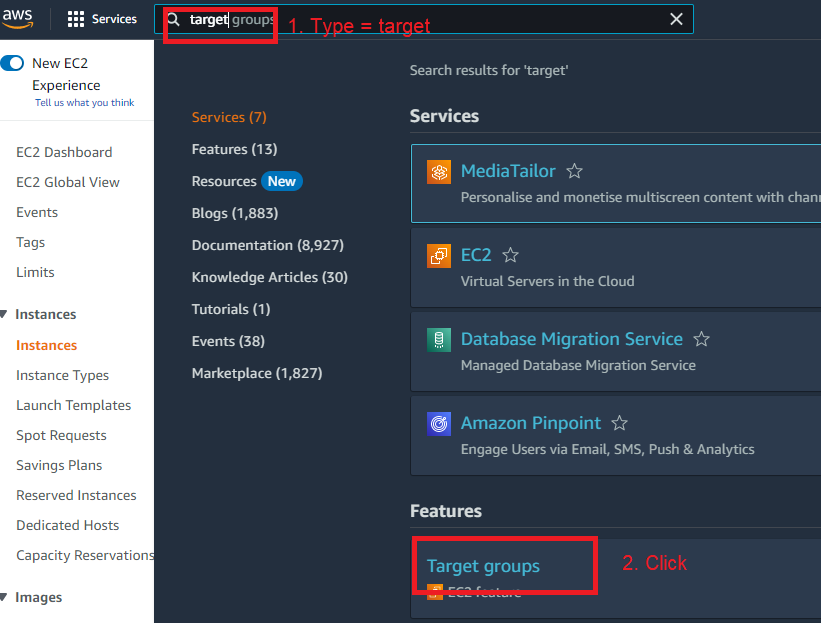 aws
Services
target groups
1. Type = target
New EC2
Experience
Tell us what you think
EC2 Dashboard
EC2 Global View
Events
Tags
Limits
Instances
Instances
Instance Types
Launch Templates
Spot Requests
Savings Plans
Reserved Instances
Dedicated Hosts
Capacity Reservations
Images
Services (7)
Features (13)
Resources New
Blogs (1,883)
Documentation (8,927)
Knowledge Articles (30)
Tutorials (1)
Events (38)
Marketplace (1,827)
Search results for 'target'
Services
MediaTailor
Personalise and monetise multiscreen content with chan
EC2
Virtual Servers in the Cloud
Database Migration Service
Managed Database Migration Service
Amazon Pinpoint
Engage Users via Email, SMS, Push & Analytics
Features
Target groups
2. Click
EC2 feature